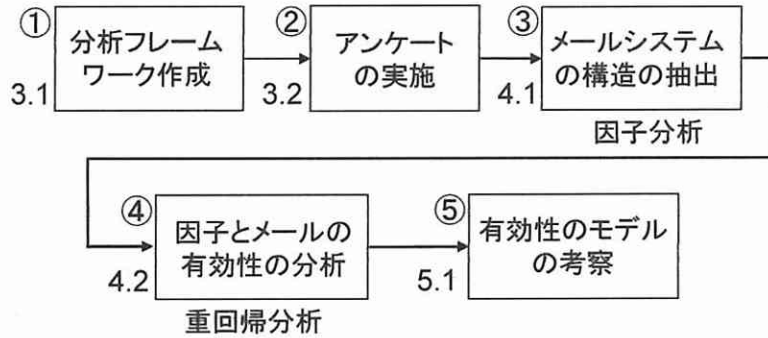 ①
分析フレーム
ワーク作成
3.1
②
アンケート
の実施
3.2
③
メールシステム
の構造の抽出
4.1
因子分析
④
因子とメールの
有効性の分析
4.2
重回帰分析
⑤
有効性のモデル
の考察
5.1